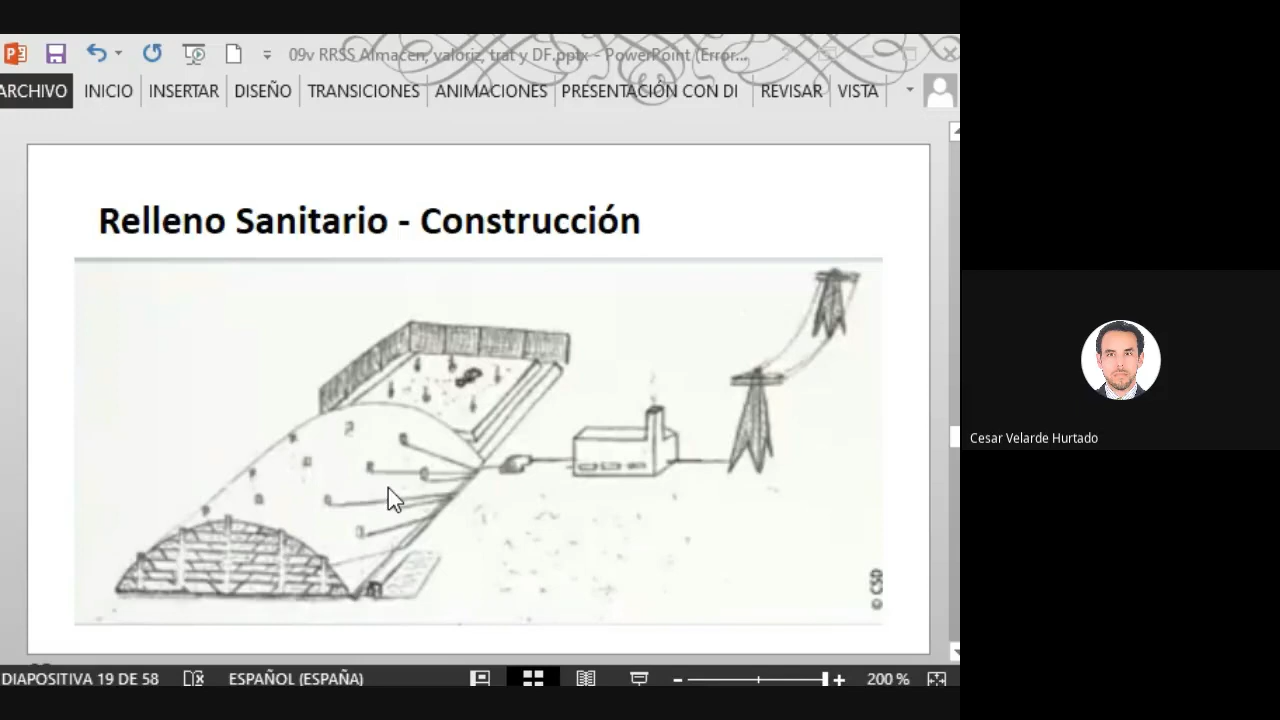 09v RRSS Almacen, valoriz, trat y DF.pptx - PowerPoint (Error...
ARCHIVO INICIO INSERTAR DISEÑO TRANSICIONES ANIMACIONES PRESENTACIÓN CON DI REVISAR VISTA
Relleno Sanitario - Construcción
© CSD
Cesar Velarde Hurtado
DIAPOSITIVA 19 DE 58 ESPAÑOL (ESPAÑA) 200 %